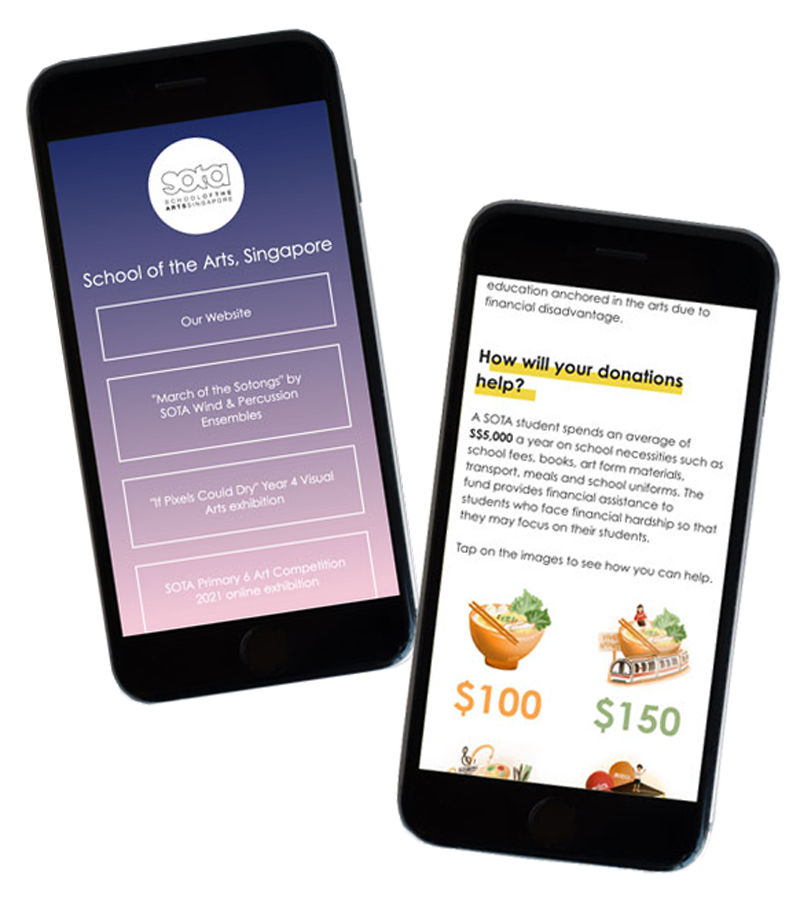 sota
SCHOOLOFTHE
ARTSSINGAPORE
School of the Arts, Singapore
Our Website
"March of the Sotongs" by
SOTA Wind & Percussion
Ensembles
"If Pixels Could Dry" Year 4 Visual
Arts exhibition
SOTA Primary 6 Art Competition
2021 online exhibition
education anchored in the arts due to
financial disadvantage.
How will your donations
help?
A SOTA student spends an average of
S$5,000 a year on school necessities such as
school fees, books, art form materials,
transport, meals and school uniforms. The
fund provides financial assistance to
students who face financial hardship so that
they may focus on their students.
Tap on the images to see how you can help.
$100
$150